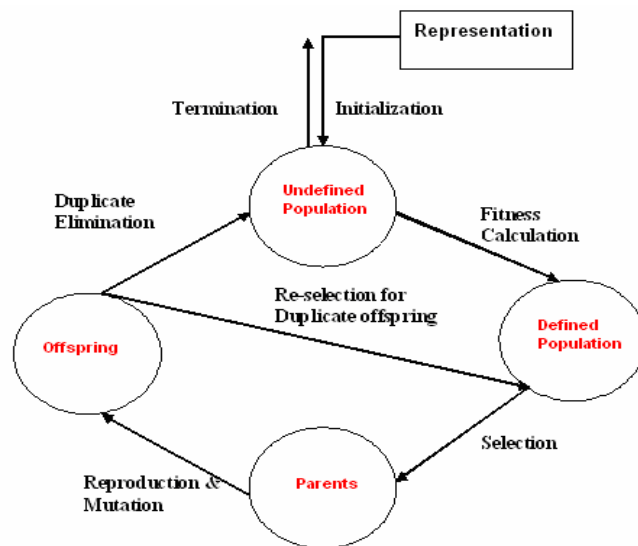 Representation
Termination
Initialization
Undefined
Population
Duplicate
Elimination
Fitness
Calculation
Re-selection for
Duplicate offspring
Offspring
Defined
Population
Selection
Reproduction &
Mutation
Parents